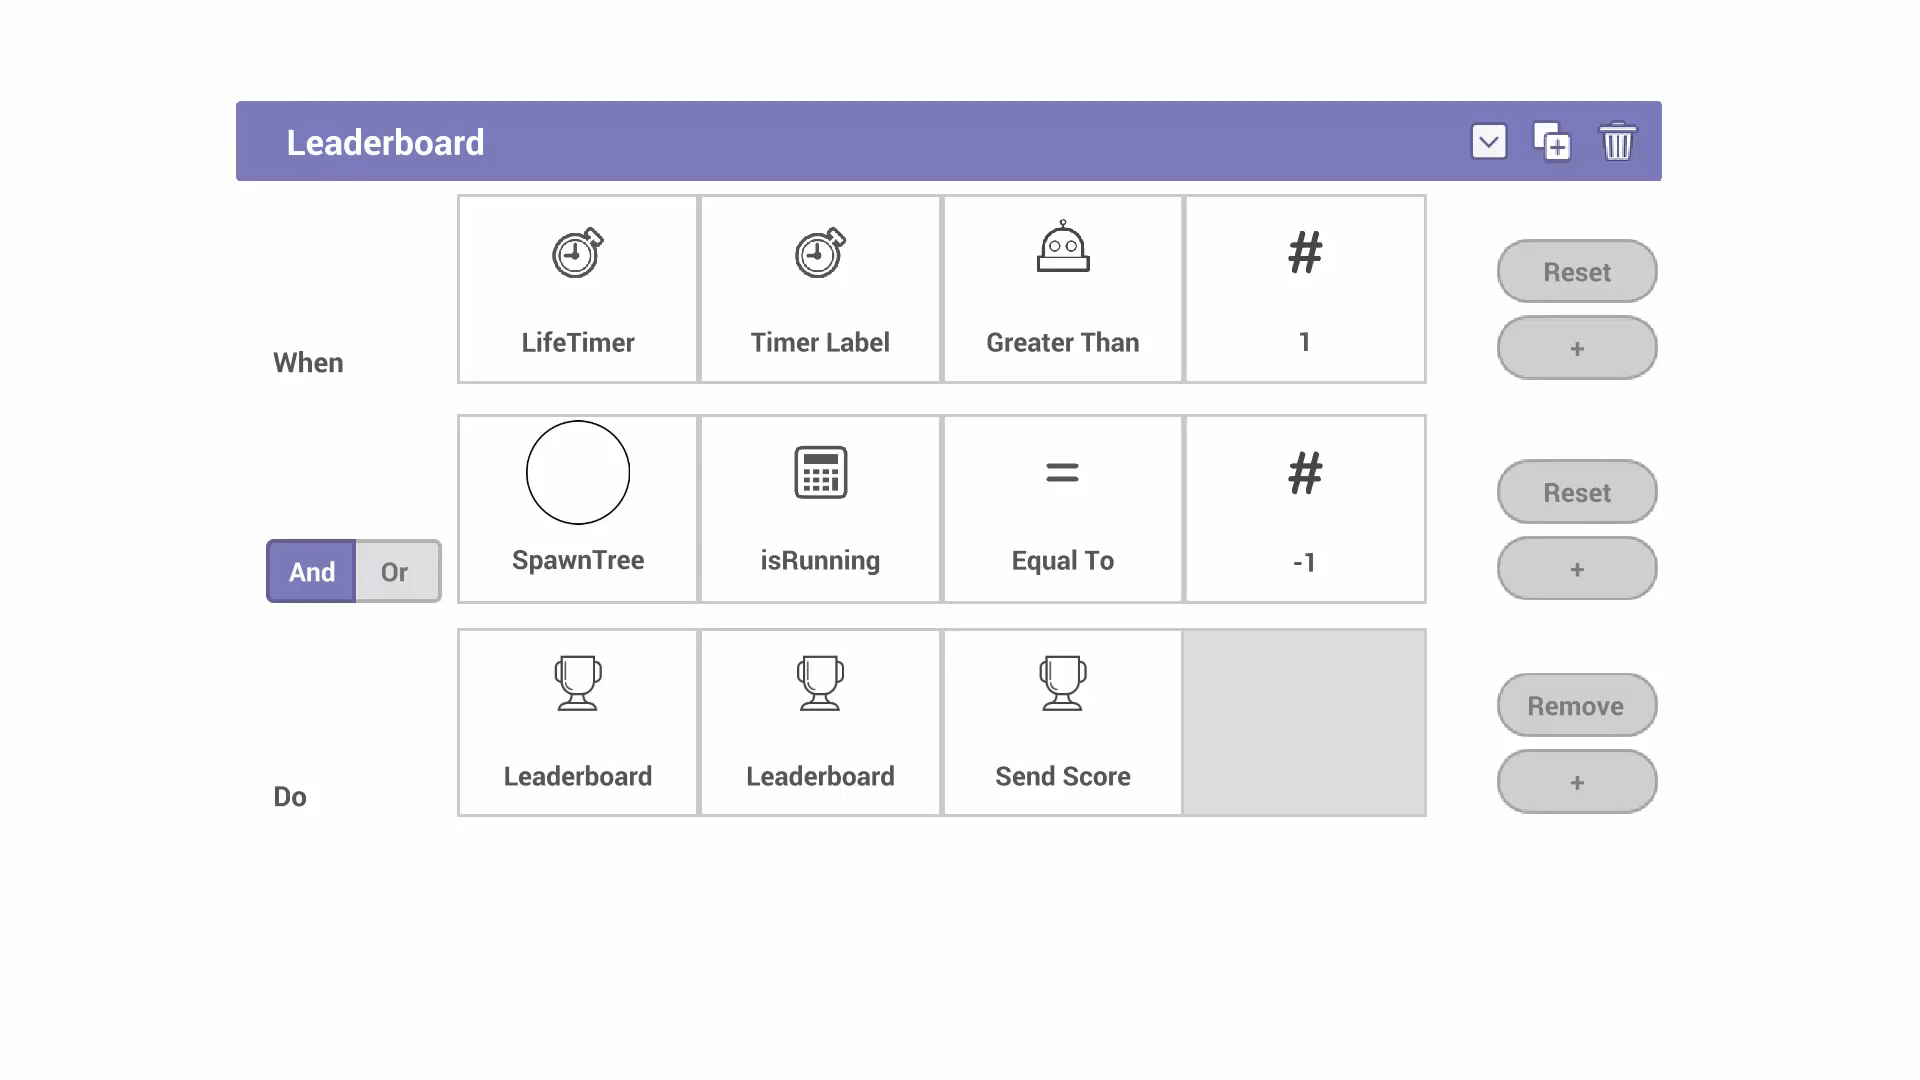 Leaderboard
LifeTimer
Timer Label
Greater Than
#
1
When
Reset
+
SpawnTree
isRunning
=
Equal To
#
-1
And
Or
Reset
+
Leaderboard
Leaderboard
Send Score
Do
Remove
+